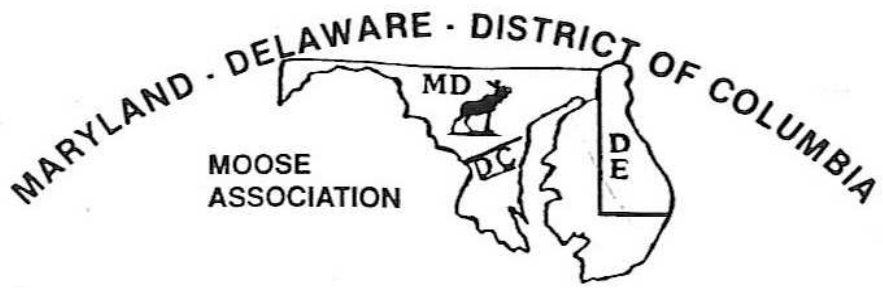 MARYLAND - DELAWARE - DISTRICT OF COLUMBIA
MD
DC
DE
MOOSE
ASSOCIATION